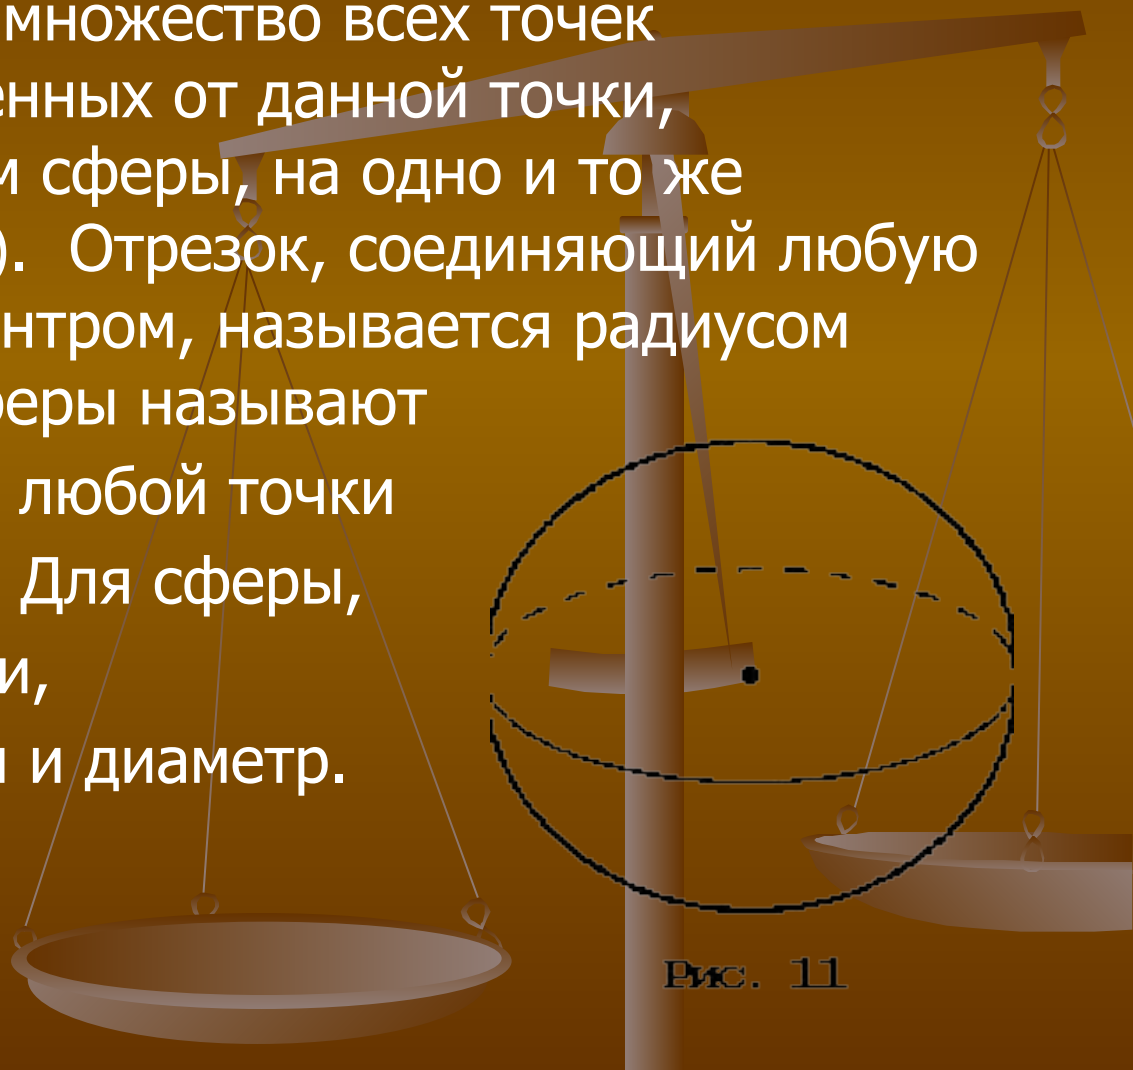 множество всех точек
енных от данной точки,
м сферы, на одно и то же
). Отрезок, соединяющий любую
нтром, называется радиусом
феры называют
любой точки
Для сферы,
и,
и диаметр.
Рис. 11